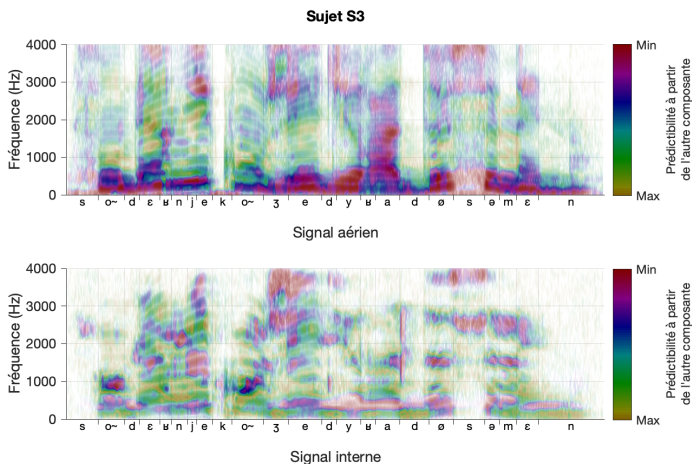 Sujet S3
4000
3000
2000
1000
0
Fréquence (Hz)
s o~ d ɛ ʁ n j e k o~ ʒ e d y ʁ a d ø s ə m ɛ n
Signal aérien
Min
Max
Prédictibilité à partir
de l'autre composante
4000
3000
2000
1000
0
Fréquence (Hz)
s o~ d ɛ ʁ n j e k o~ ʒ e d y ʁ a d ø s ə m ɛ n
Signal interne
Min
Max
Prédictibilité à partir
de l'autre composante